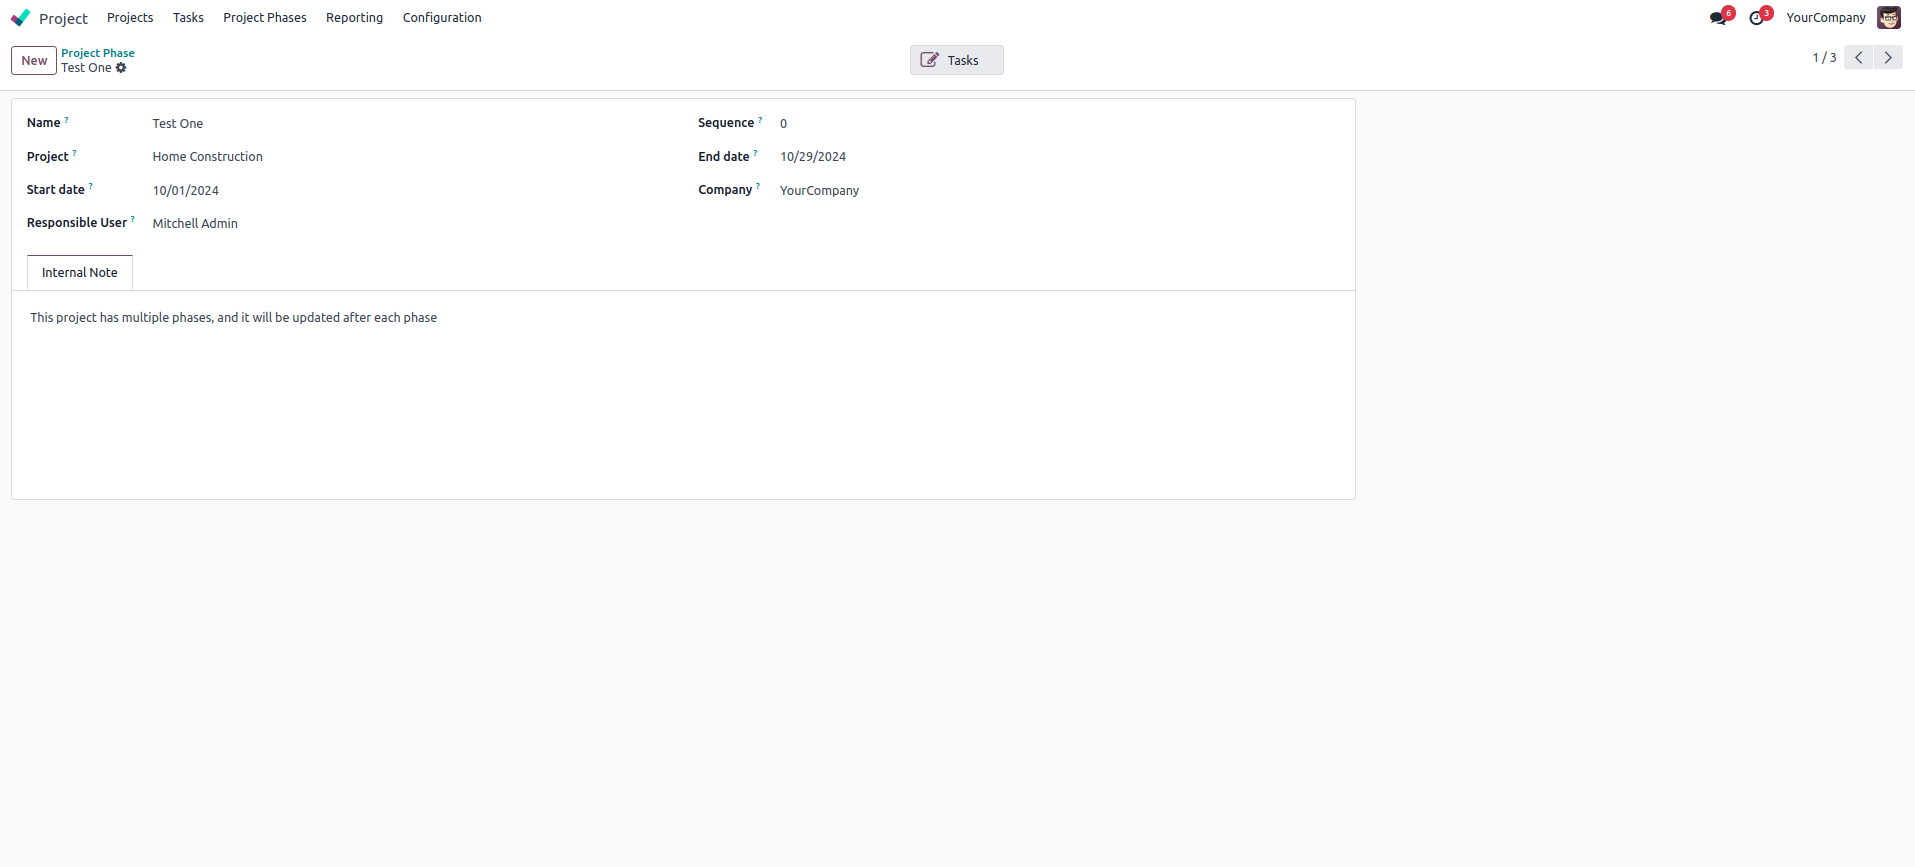 Project Projects Tasks Project Phases Reporting Configuration 6 3 YourCompany
New Project Phase Tasks 1 / 3
Test One
Name ? Test One Sequence ? 0
Project ? Home Construction End date ? 10/29/2024
Start date ? 10/01/2024 Company ? YourCompany
Responsible User ? Mitchell Admin
Internal Note
This project has multiple phases, and it will be updated after each phase